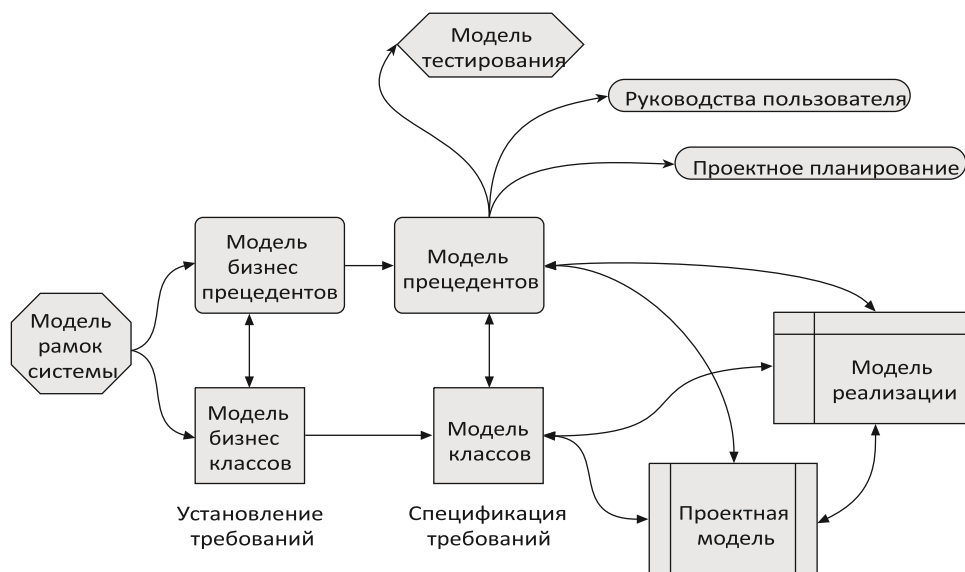 Модель
тестирования
Руководства пользователя
Проектное планирование
Модель
бизнес
прецедентов
Модель
прецедентов
Модель
рамок
системы
Модель
бизнес
классов
Модель
классов
Модель
реализации
Проектная
модель
Установление
требований
Спецификация
требований